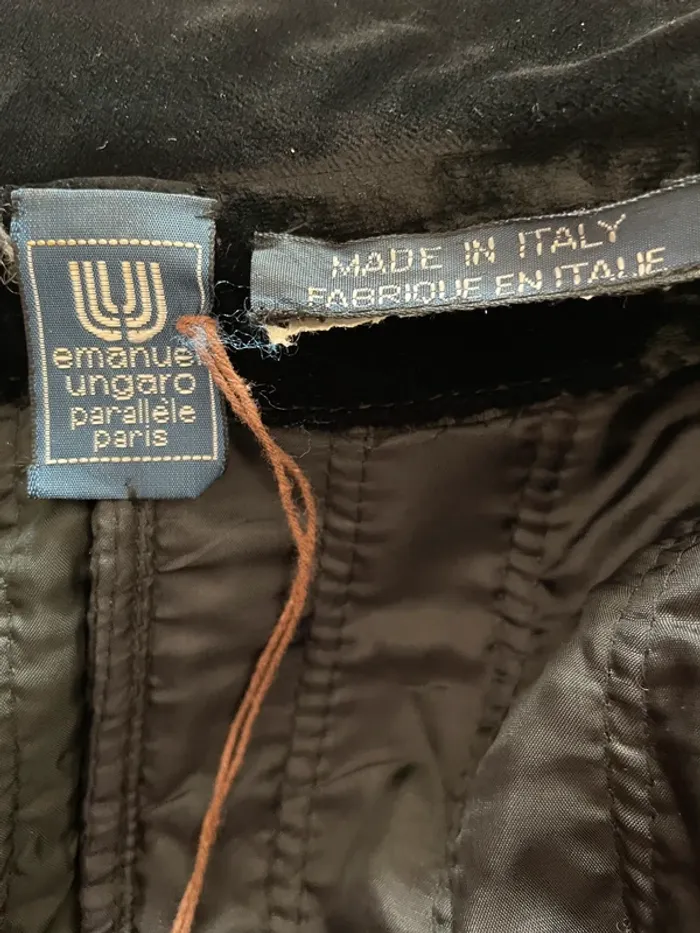 emanuel
ungaro
parallèle
paris
MADE IN ITALY
FABRIQUE EN ITALIE